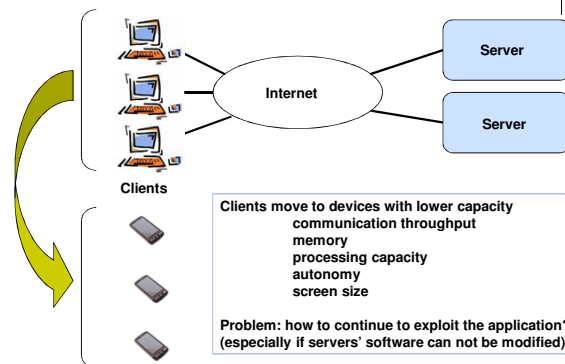 Server
Internet
Server
Clients
Clients move to devices with lower capacity
communication throughput
memory
processing capacity
autonomy
screen size
Problem: how to continue to exploit the application?
(especially if servers' software can not be modified)